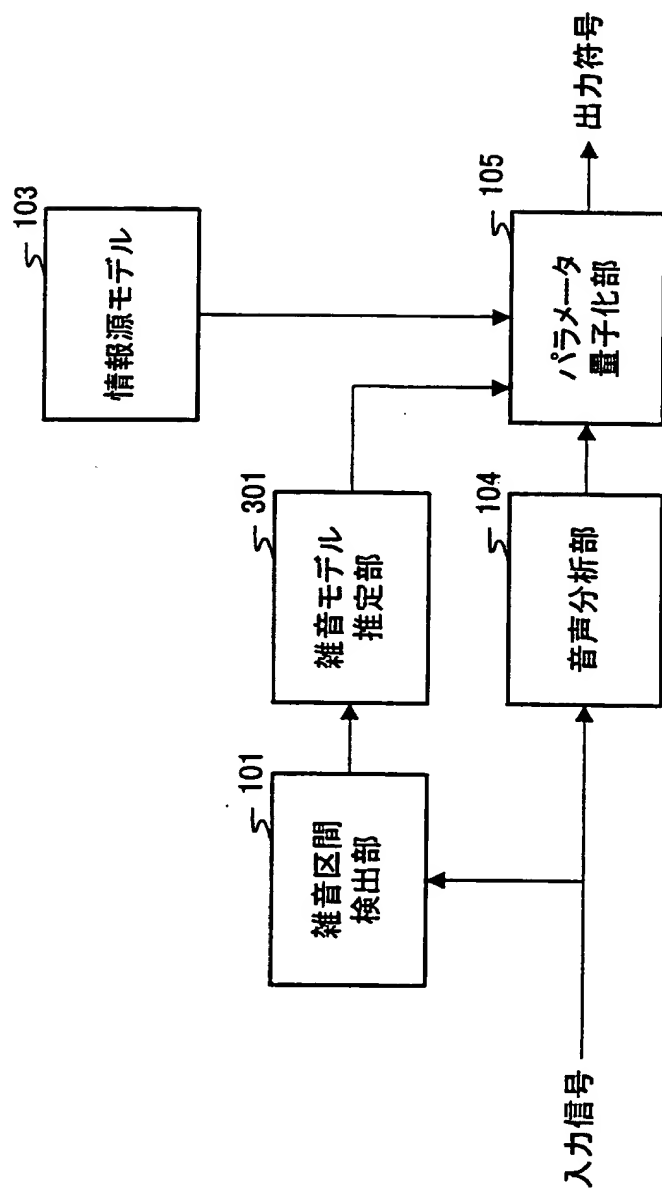 103
情報源モデル
301
雑音モデル
推定部
101
雑音区間
検出部
105
パラメータ
量子化部
出力符号
104
音声分析部
入力信号